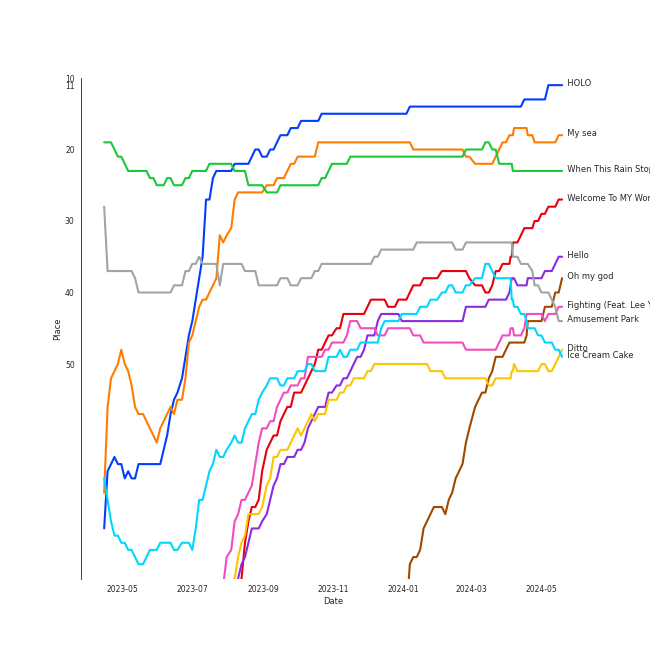 10
11
20
30
40
50
Place
HOLO
My sea
When This Rain Stop
Welcome To MY Wor
Hello
Oh my god
Fighting (Feat. Lee Y
Amusement Park
Ditto
Ice Cream Cake
2023-05
2023-07
2023-09
2023-11
2024-01
2024-03
2024-05
Date